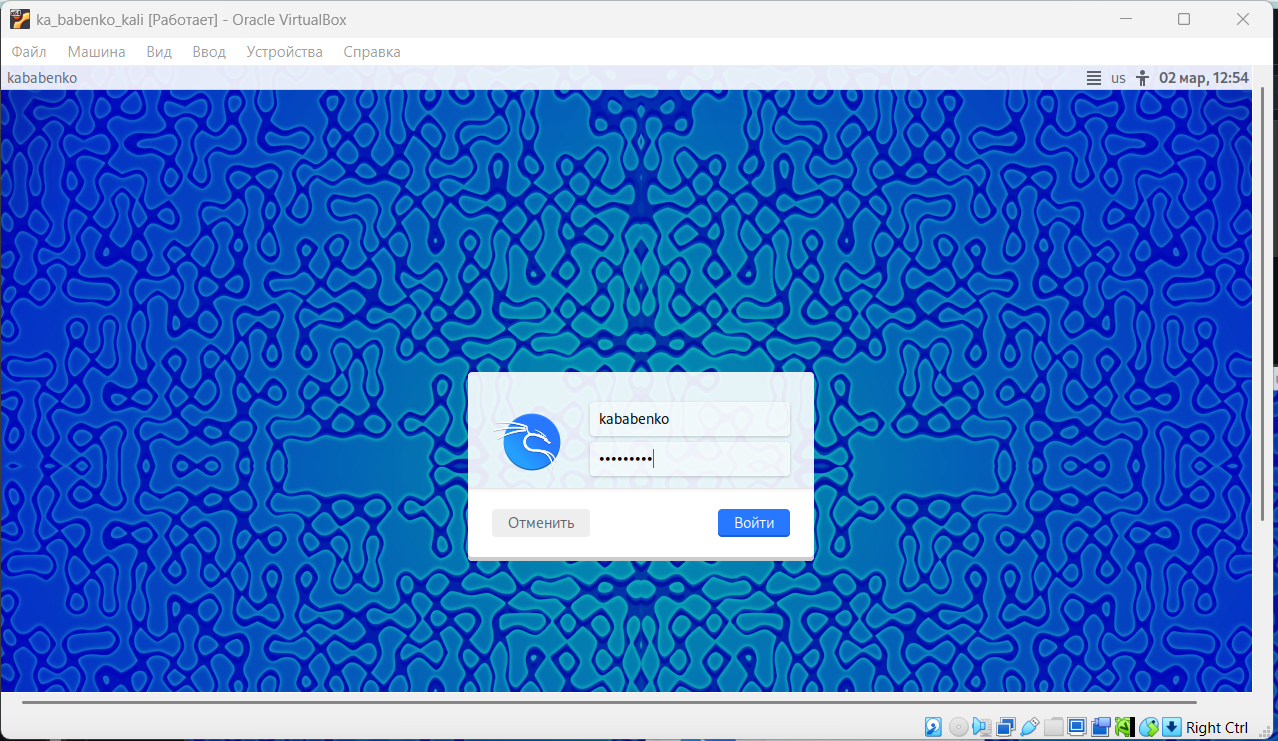 ka_babenko_kali [Работает] - Oracle VirtualBox
Файл Машина Вид Ввод Устройства Справка
kababenko us 02 мар, 12:54
kababenko
•••••••••
Отменить Войти
Right Ctrl